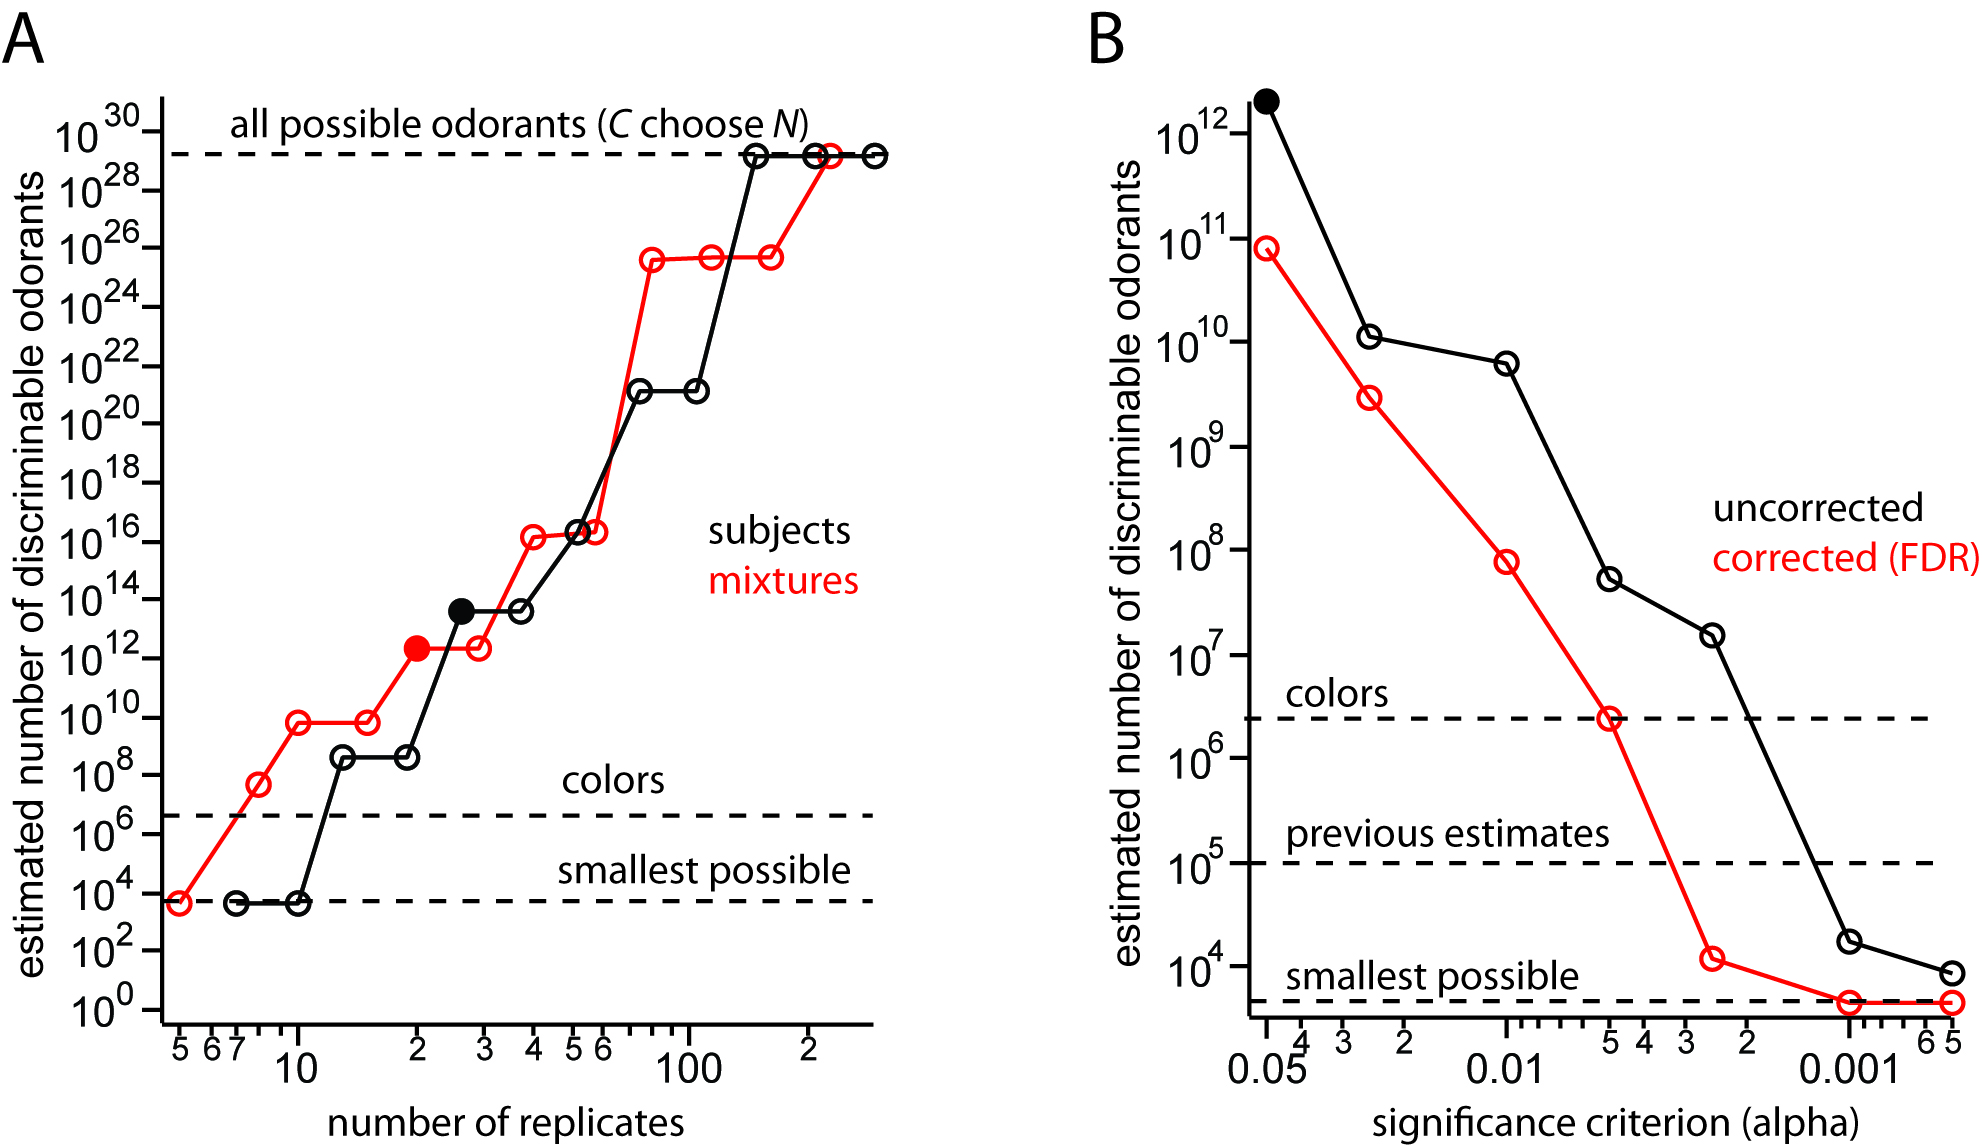 A
estimated number of discriminable odorants
10^30
10^28
10^26
10^24
10^22
10^20
10^18
10^16
10^14
10^12
10^10
10^8
10^6
10^4
10^2
10^0
all possible odorants (C choose N)
subjects
mixtures
colors
smallest possible
5 6 7 10 2 3 4 5 6 100 2
number of replicates
B
estimated number of discriminable odorants
10^12
10^11
10^10
10^9
10^8
10^7
10^6
10^5
10^4
uncorrected
corrected (FDR)
colors
previous estimates
smallest possible
0.05 4 3 2 0.01 5 4 3 2 0.001 6 5
significance criterion (alpha)